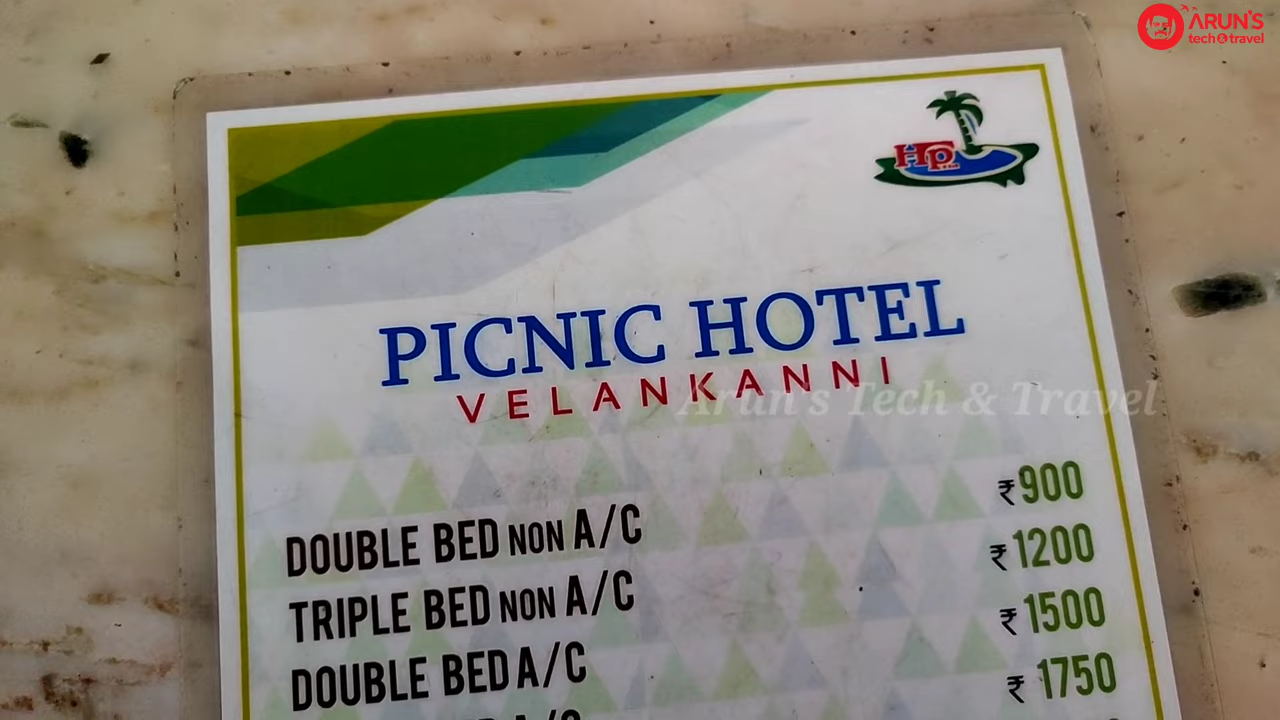 ARUN'S
tech & travel
HP
PICNIC HOTEL
VELANKANNI
Arun's Tech & Travel
DOUBLE BED NON A/C ₹900
TRIPLE BED NON A/C ₹1200
DOUBLE BED A/C ₹1500
A/C ₹1750